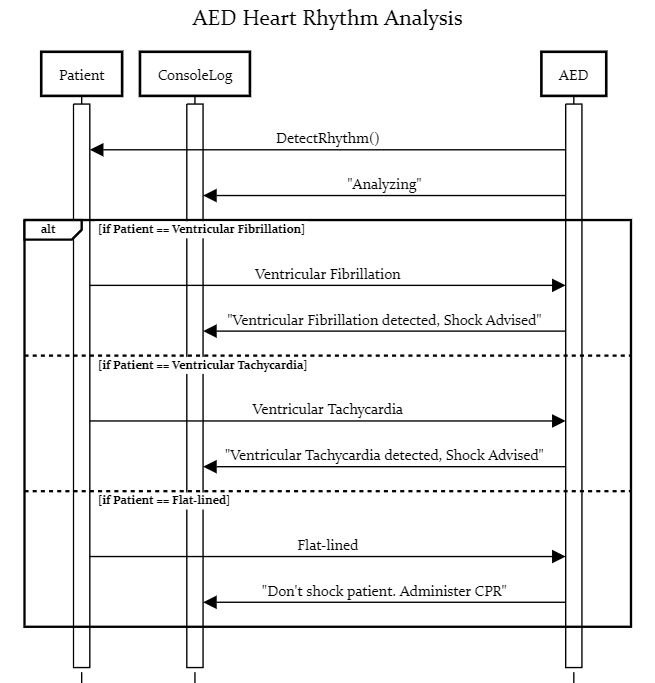 AED Heart Rhythm Analysis
Patient
ConsoleLog
AED
DetectRhythm()
"Analyzing"
alt
[if Patient == Ventricular Fibrillation]
Ventricular Fibrillation
"Ventricular Fibrillation detected, Shock Advised"
[if Patient == Ventricular Tachycardia]
Ventricular Tachycardia
"Ventricular Tachycardia detected, Shock Advised"
[if Patient == Flat-lined]
Flat-lined
"Don't shock patient. Administer CPR"